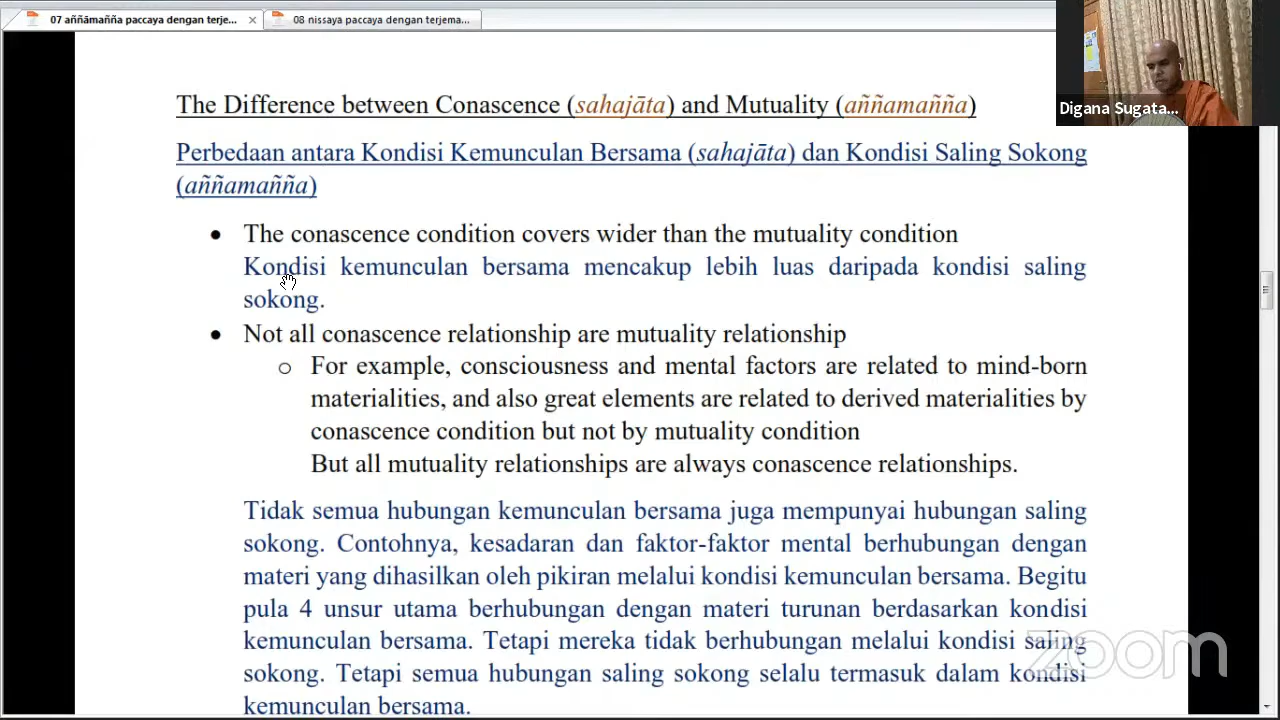 07 aññāmañña paccaya dengan terje...
08 nissaya paccaya dengan terjema...
Digana Sugata...
The Difference between Conascence (sahajāta) and Mutuality (aññamañña)
Perbedaan antara Kondisi Kemunculan Bersama (sahajāta) dan Kondisi Saling Sokong
(aññamañña)
• The conascence condition covers wider than the mutuality condition
Kondisi kemunculan bersama mencakup lebih luas daripada kondisi saling
sokong.
• Not all conascence relationship are mutuality relationship
o For example, consciousness and mental factors are related to mind-born
materialities, and also great elements are related to derived materialities by
conascence condition but not by mutuality condition
But all mutuality relationships are always conascence relationships.
Tidak semua hubungan kemunculan bersama juga mempunyai hubungan saling
sokong. Contohnya, kesadaran dan faktor-faktor mental berhubungan dengan
materi yang dihasilkan oleh pikiran melalui kondisi kemunculan bersama. Begitu
pula 4 unsur utama berhubungan dengan materi turunan berdasarkan kondisi
kemunculan bersama. Tetapi mereka tidak berhubungan melalui kondisi saling
sokong. Tetapi semua hubungan saling sokong selalu termasuk dalam kondisi
kemunculan bersama.
zoom